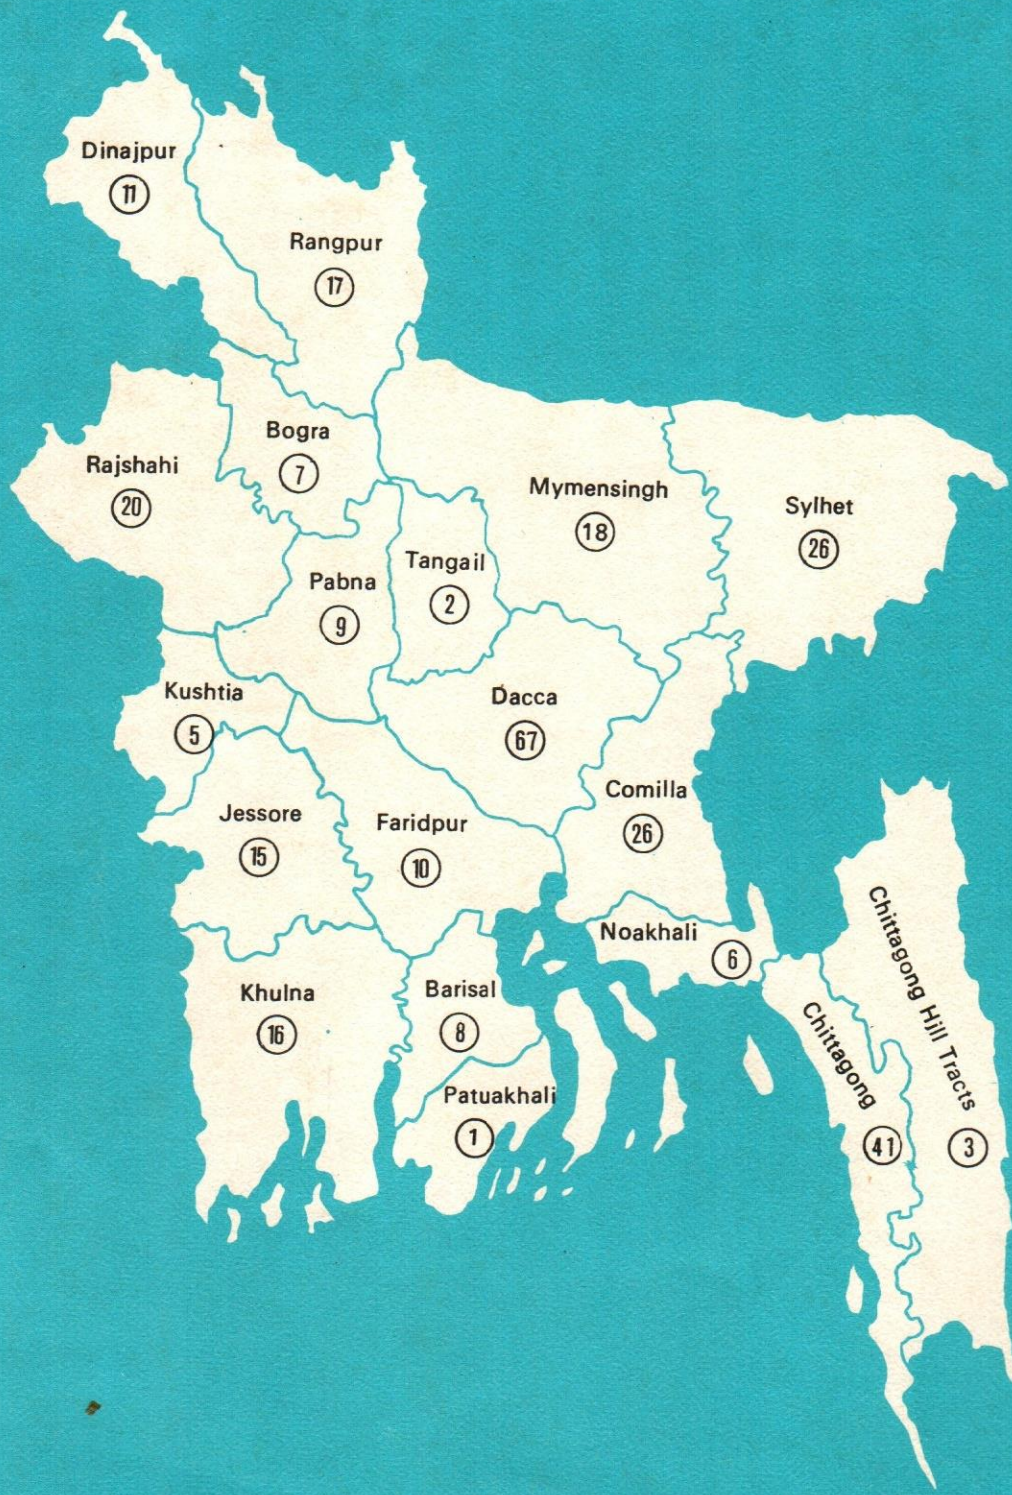 Dinajpur
11
Rangpur
17
Bogra
7
Rajshahi
20
Mymensingh
18
Sylhet
26
Tangail
2
Pabna
9
Kushtia
5
Dacca
67
Comilla
26
Jessore
15
Faridpur
10
Noakhali
6
Khulna
16
Barisal
8
Patuakhali
1
Chittagong
41
Chittagong Hill Tracts
3